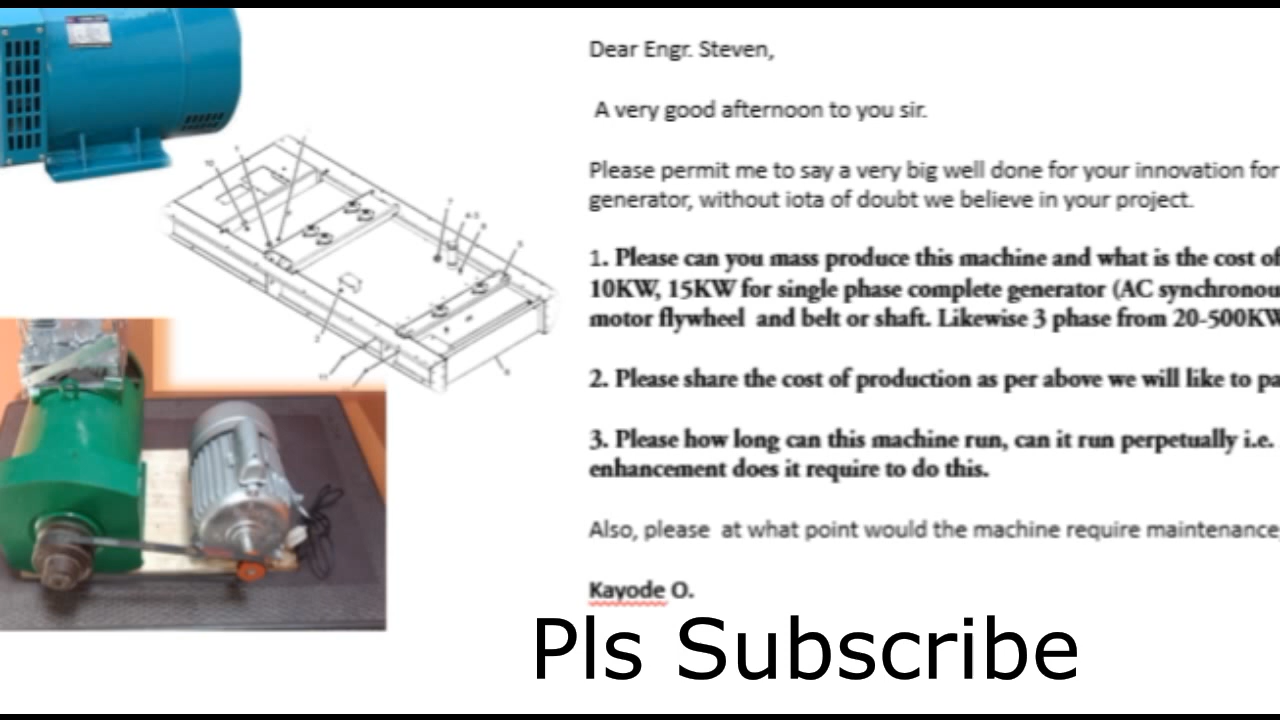 Dear Engr. Steven,
A very good afternoon to you sir.
Please permit me to say a very big well done for your innovation for
generator, without iota of doubt we believe in your project.
1. Please can you mass produce this machine and what is the cost of
10KW, 15KW for single phase complete generator (AC synchronou
motor flywheel  and belt or shaft. Likewise 3 phase from 20-500KW
2. Please share the cost of production as per above we will like to pa
3. Please how long can this machine run, can it run perpetually i.e.
enhancement does it require to do this.
Also, please  at what point would the machine require maintenance,
Kayode O.
Pls Subscribe